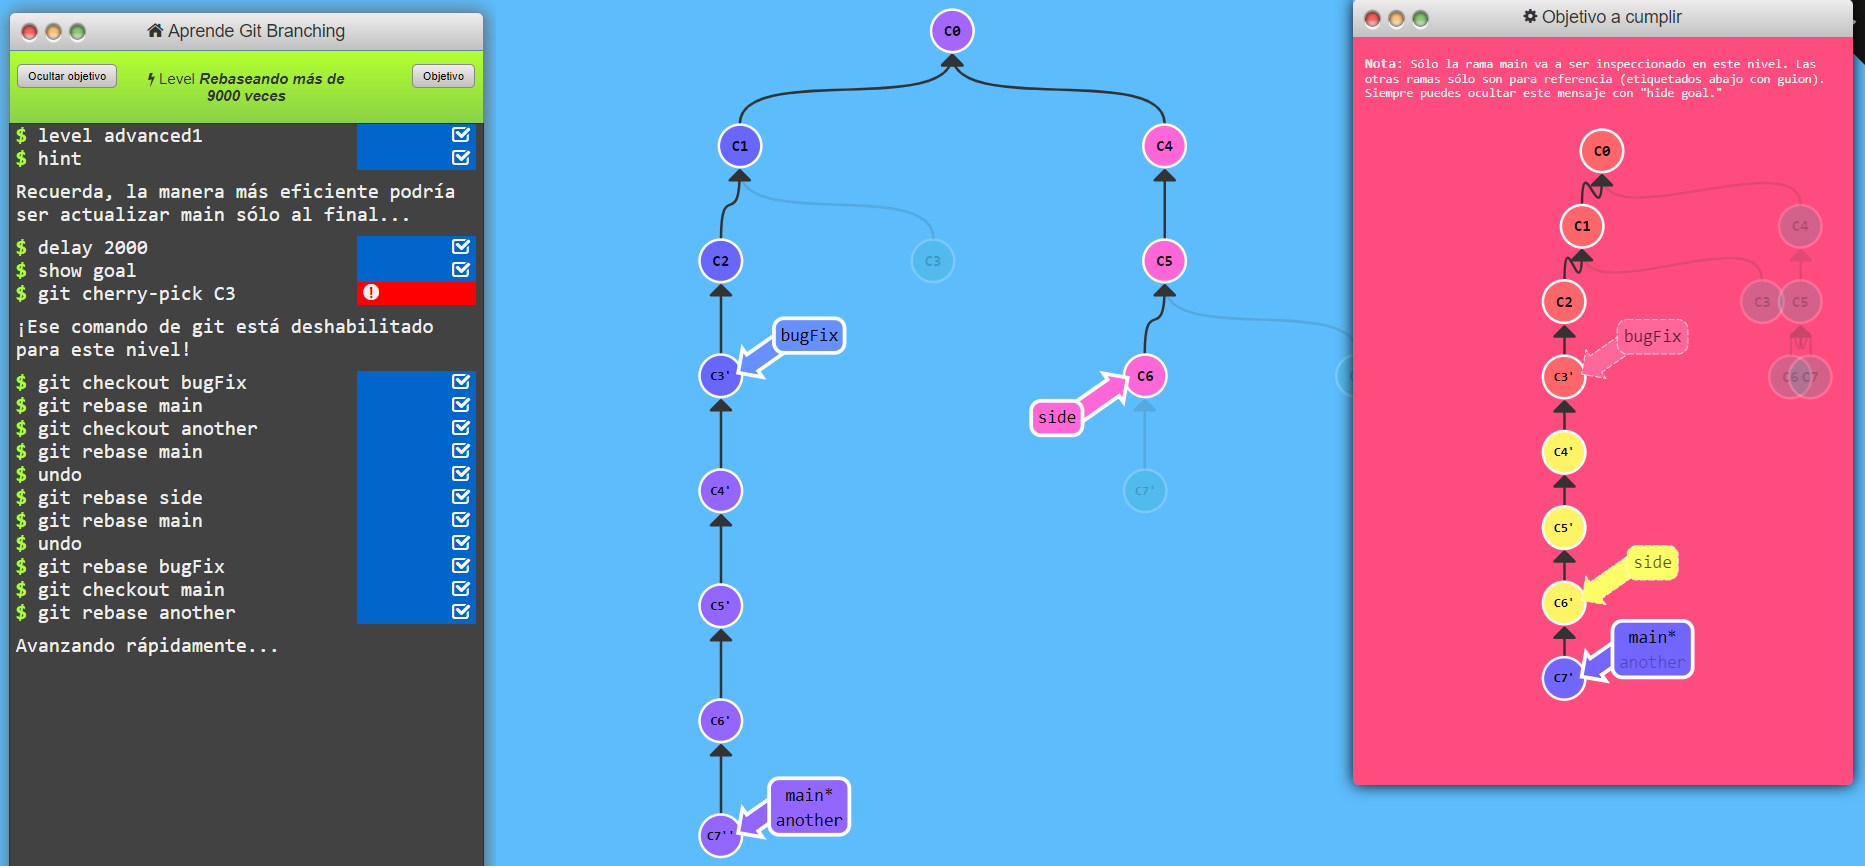 Aprende Git Branching
Ocultar objetivo
Level Rebaseando más de
9000 veces
Objetivo
$ level advanced1
$ hint
Recuerda, la manera más eficiente podría
ser actualizar main sólo al final...
$ delay 2000
$ show goal
$ git cherry-pick C3
¡Ese comando de git está deshabilitado
para este nivel!
$ git checkout bugFix
$ git rebase main
$ git checkout another
$ git rebase main
$ undo
$ git rebase side
$ git rebase main
$ undo
$ git rebase bugFix
$ git checkout main
$ git rebase another
Avanzando rápidamente...
C0
C1
C4
C2
C3
C5
bugFix
C3'
C6
side
C4'
C7'
C5'
C6'
main*
another
C7''
Objetivo a cumplir
Nota: Sólo la rama main va a ser inspeccionado en este nivel. Las
otras ramas sólo son para referencia (etiquetados abajo con guion).
Siempre puedes ocultar este mensaje con "hide goal."
C0
C1
C4
C2
C3
C5
bugFix
C3'
C6
C7
C4'
C5'
side
C6'
main*
another
C7'